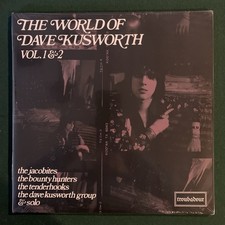 THE WORLD OF
DAVE KUSWORTH
VOL. 1 & 2
the jacobites
the bounty hunters
the tenderhooks
the dave kusworth group
& solo
troubadour